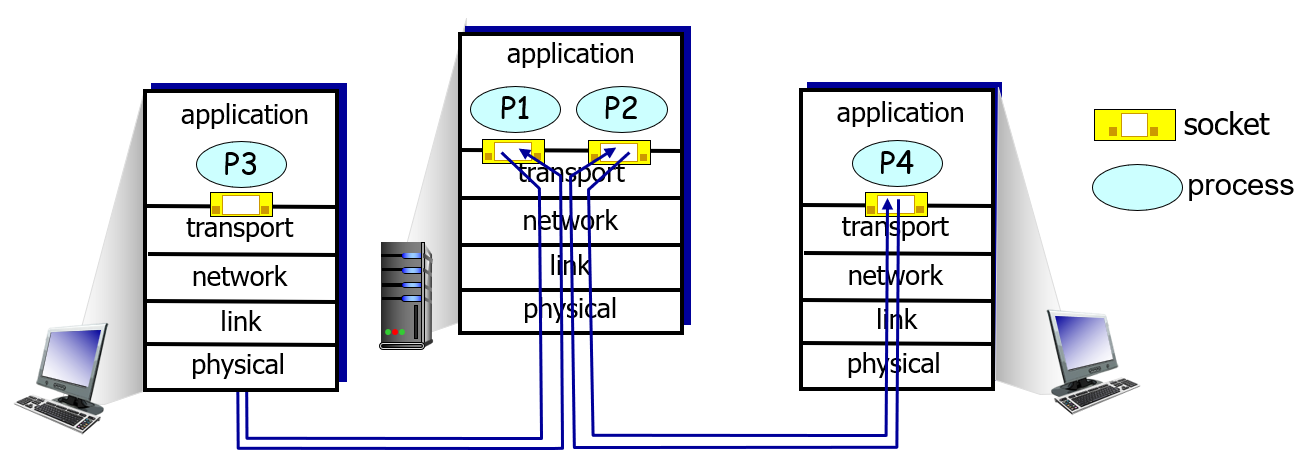 application
P3
transport
network
link
physical
application
P1
P2
transport
network
link
physical
application
P4
transport
network
link
physical
socket
process